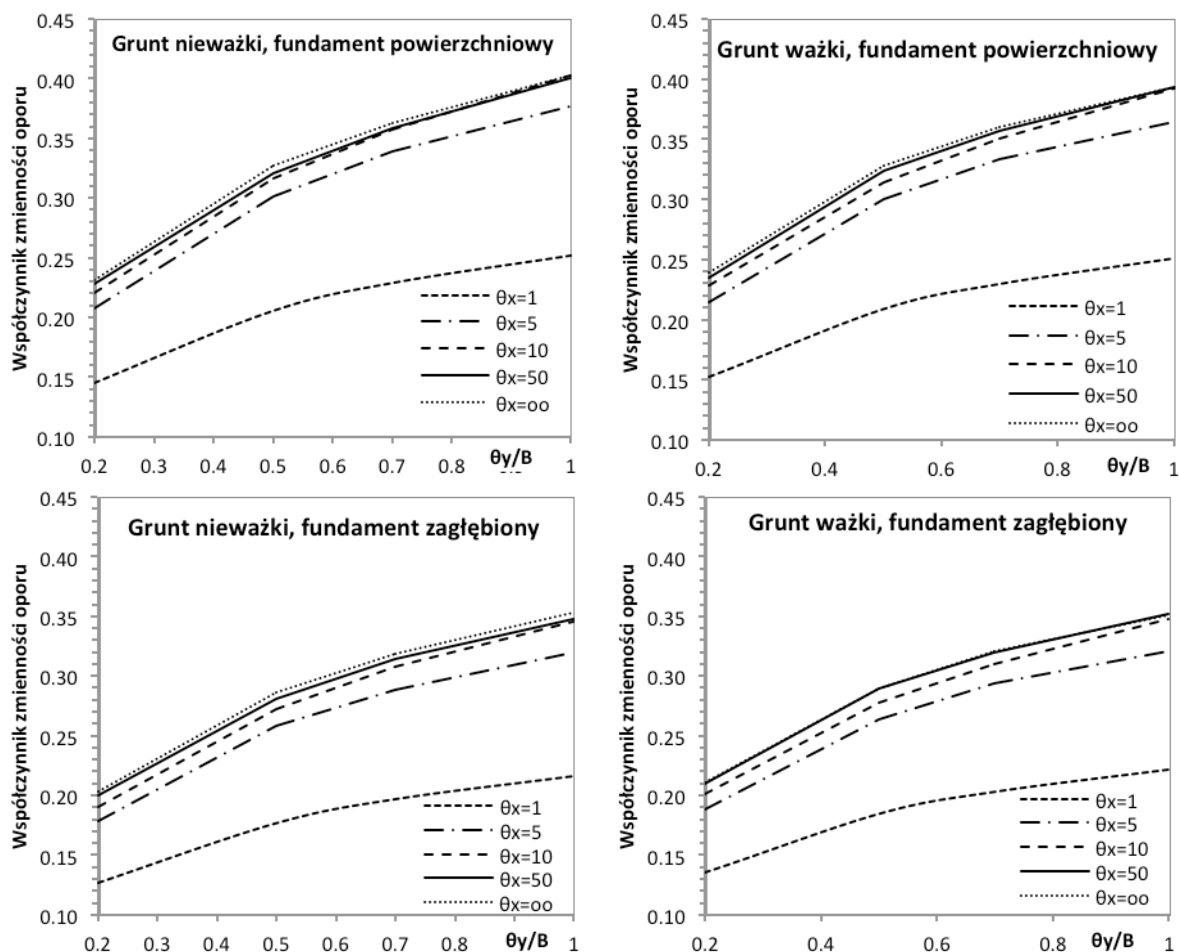 Grunt nieważki, fundament powierzchniowy
Współczynnik zmienności oporu
0.45
0.40
0.35
0.30
0.25
0.20
0.15
0.10
θx=1
θx=5
θx=10
θx=50
θx=oo
0.2 0.3 0.4 0.5 0.6 0.7 0.8 1
θy/B
Grunt ważki, fundament powierzchniowy
Współczynnik zmienności oporu
0.45
0.40
0.35
0.30
0.25
0.20
0.15
0.10
θx=1
θx=5
θx=10
θx=50
θx=oo
0.2 0.4 0.6 0.8 1
θy/B
Grunt nieważki, fundament zagłębiony
Współczynnik zmienności oporu
0.45
0.40
0.35
0.30
0.25
0.20
0.15
0.10
θx=1
θx=5
θx=10
θx=50
θx=oo
0.2 0.3 0.4 0.5 0.6 0.7 0.8 1
θy/B
Grunt ważki, fundament zagłębiony
Współczynnik zmienności oporu
0.45
0.40
0.35
0.30
0.25
0.20
0.15
0.10
θx=1
θx=5
θx=10
θx=50
θx=oo
0.2 0.4 0.6 0.8 1
θy/B